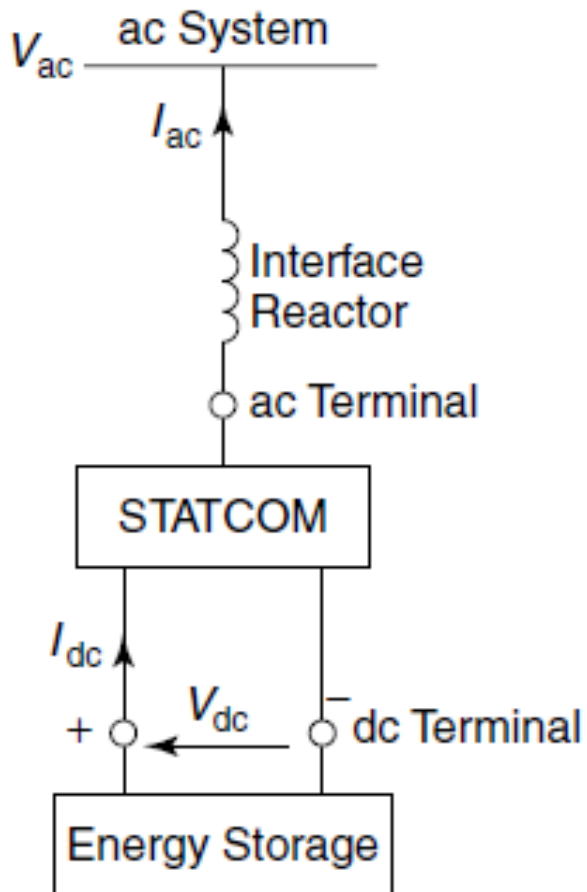 ac System
Vac
Iac
Interface
Reactor
ac Terminal
STATCOM
Idc
Vdc
+
−
dc Terminal
Energy Storage